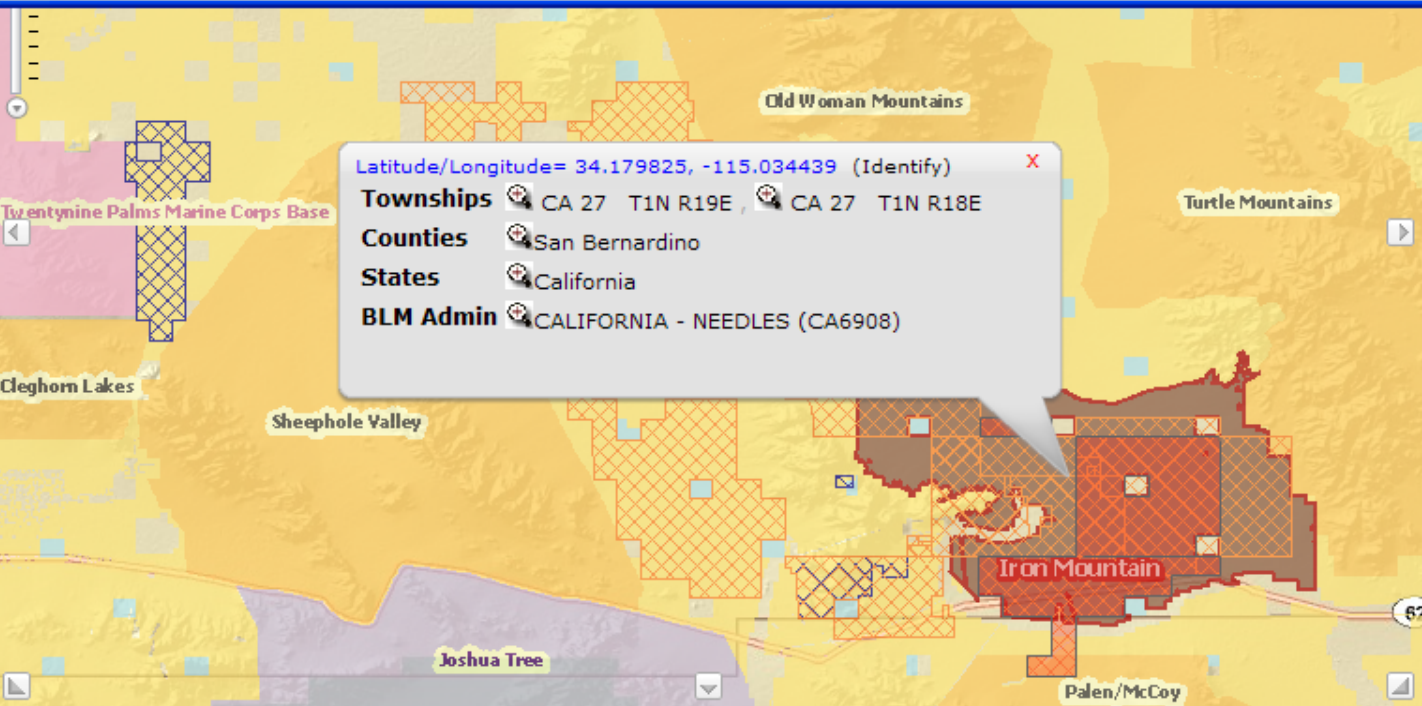 Old Woman Mountains
Latitude/Longitude= 34.179825, -115.034439 (Identify)
X
Townships CA 27 T1N R19E , CA 27 T1N R18E
Counties San Bernardino
States California
BLM Admin CALIFORNIA - NEEDLES (CA6908)
Twentynine Palms Marine Corps Base
Turtle Mountains
Cleghorn Lakes
Sheephole Valley
Iron Mountain
62
Joshua Tree
Palen/McCoy